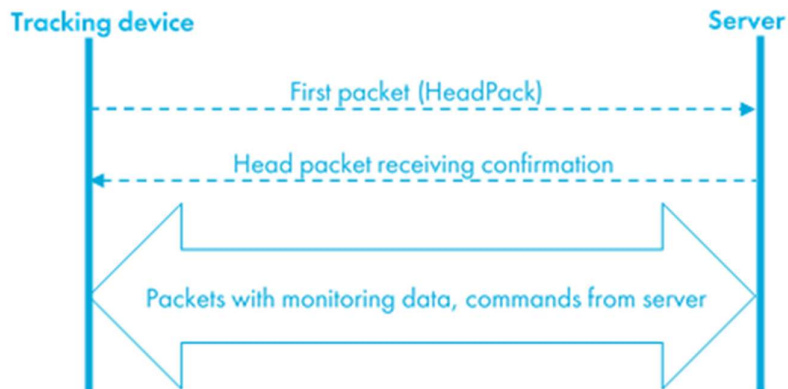 Tracking device
Server
First packet (HeadPack)
Head packet receiving confirmation
Packets with monitoring data, commands from server